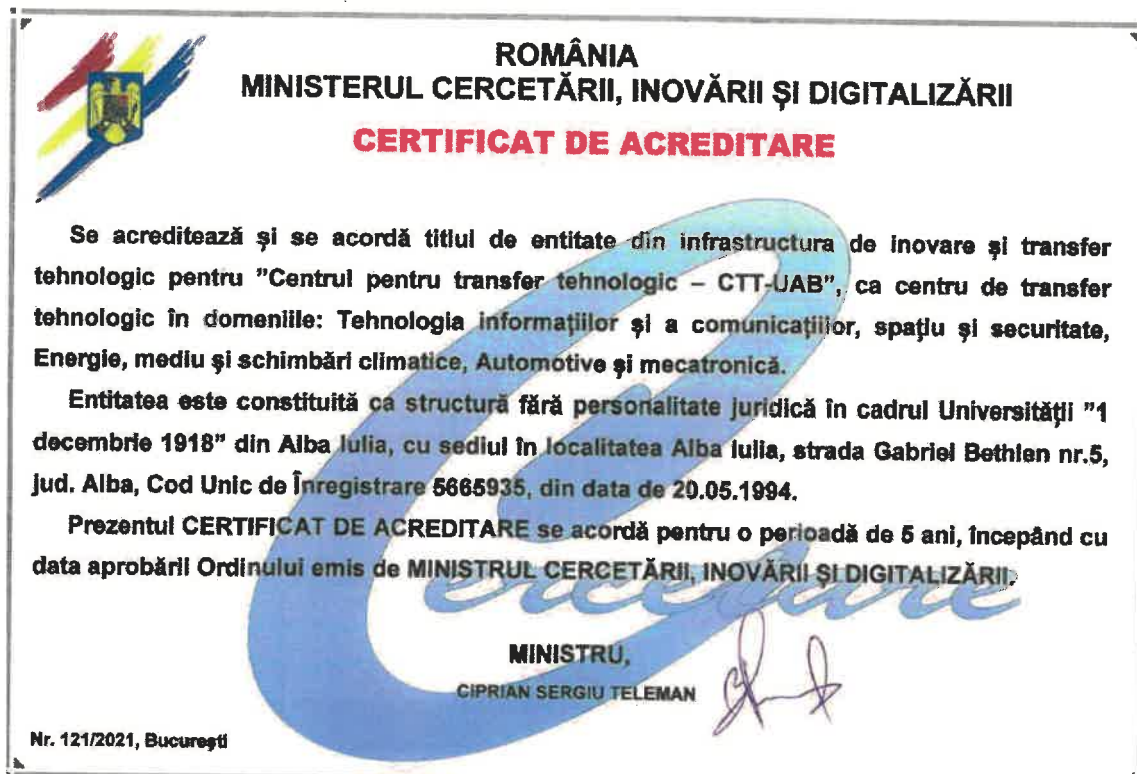 ROMÂNIA
MINISTERUL CERCETĂRII, INOVĂRII ȘI DIGITALIZĂRII
CERTIFICAT DE ACREDITARE
Se acreditează și se acordă titlul de entitate din infrastructura de inovare și transfer
tehnologic pentru "Centrul pentru transfer tehnologic – CTT-UAB", ca centru de transfer
tehnologic în domeniile: Tehnologia informațiilor și a comunicațiilor, spațiu și securitate,
Energie, mediu și schimbări climatice, Automotive și mecatronică.
Entitatea este constituită ca structură fără personalitate juridică în cadrul Universității "1
decembrie 1918" din Alba Iulia, cu sediul în localitatea Alba Iulia, strada Gabriel Bethlen nr.5,
jud. Alba, Cod Unic de Înregistrare 5665935, din data de 20.05.1994.
Prezentul CERTIFICAT DE ACREDITARE se acordă pentru o perioadă de 5 ani, începând cu
data aprobării Ordinului emis de MINISTRUL CERCETĂRII, INOVĂRII ȘI DIGITALIZĂRII.
Cercetare
MINISTRU,
CIPRIAN SERGIU TELEMAN
Nr. 121/2021, București